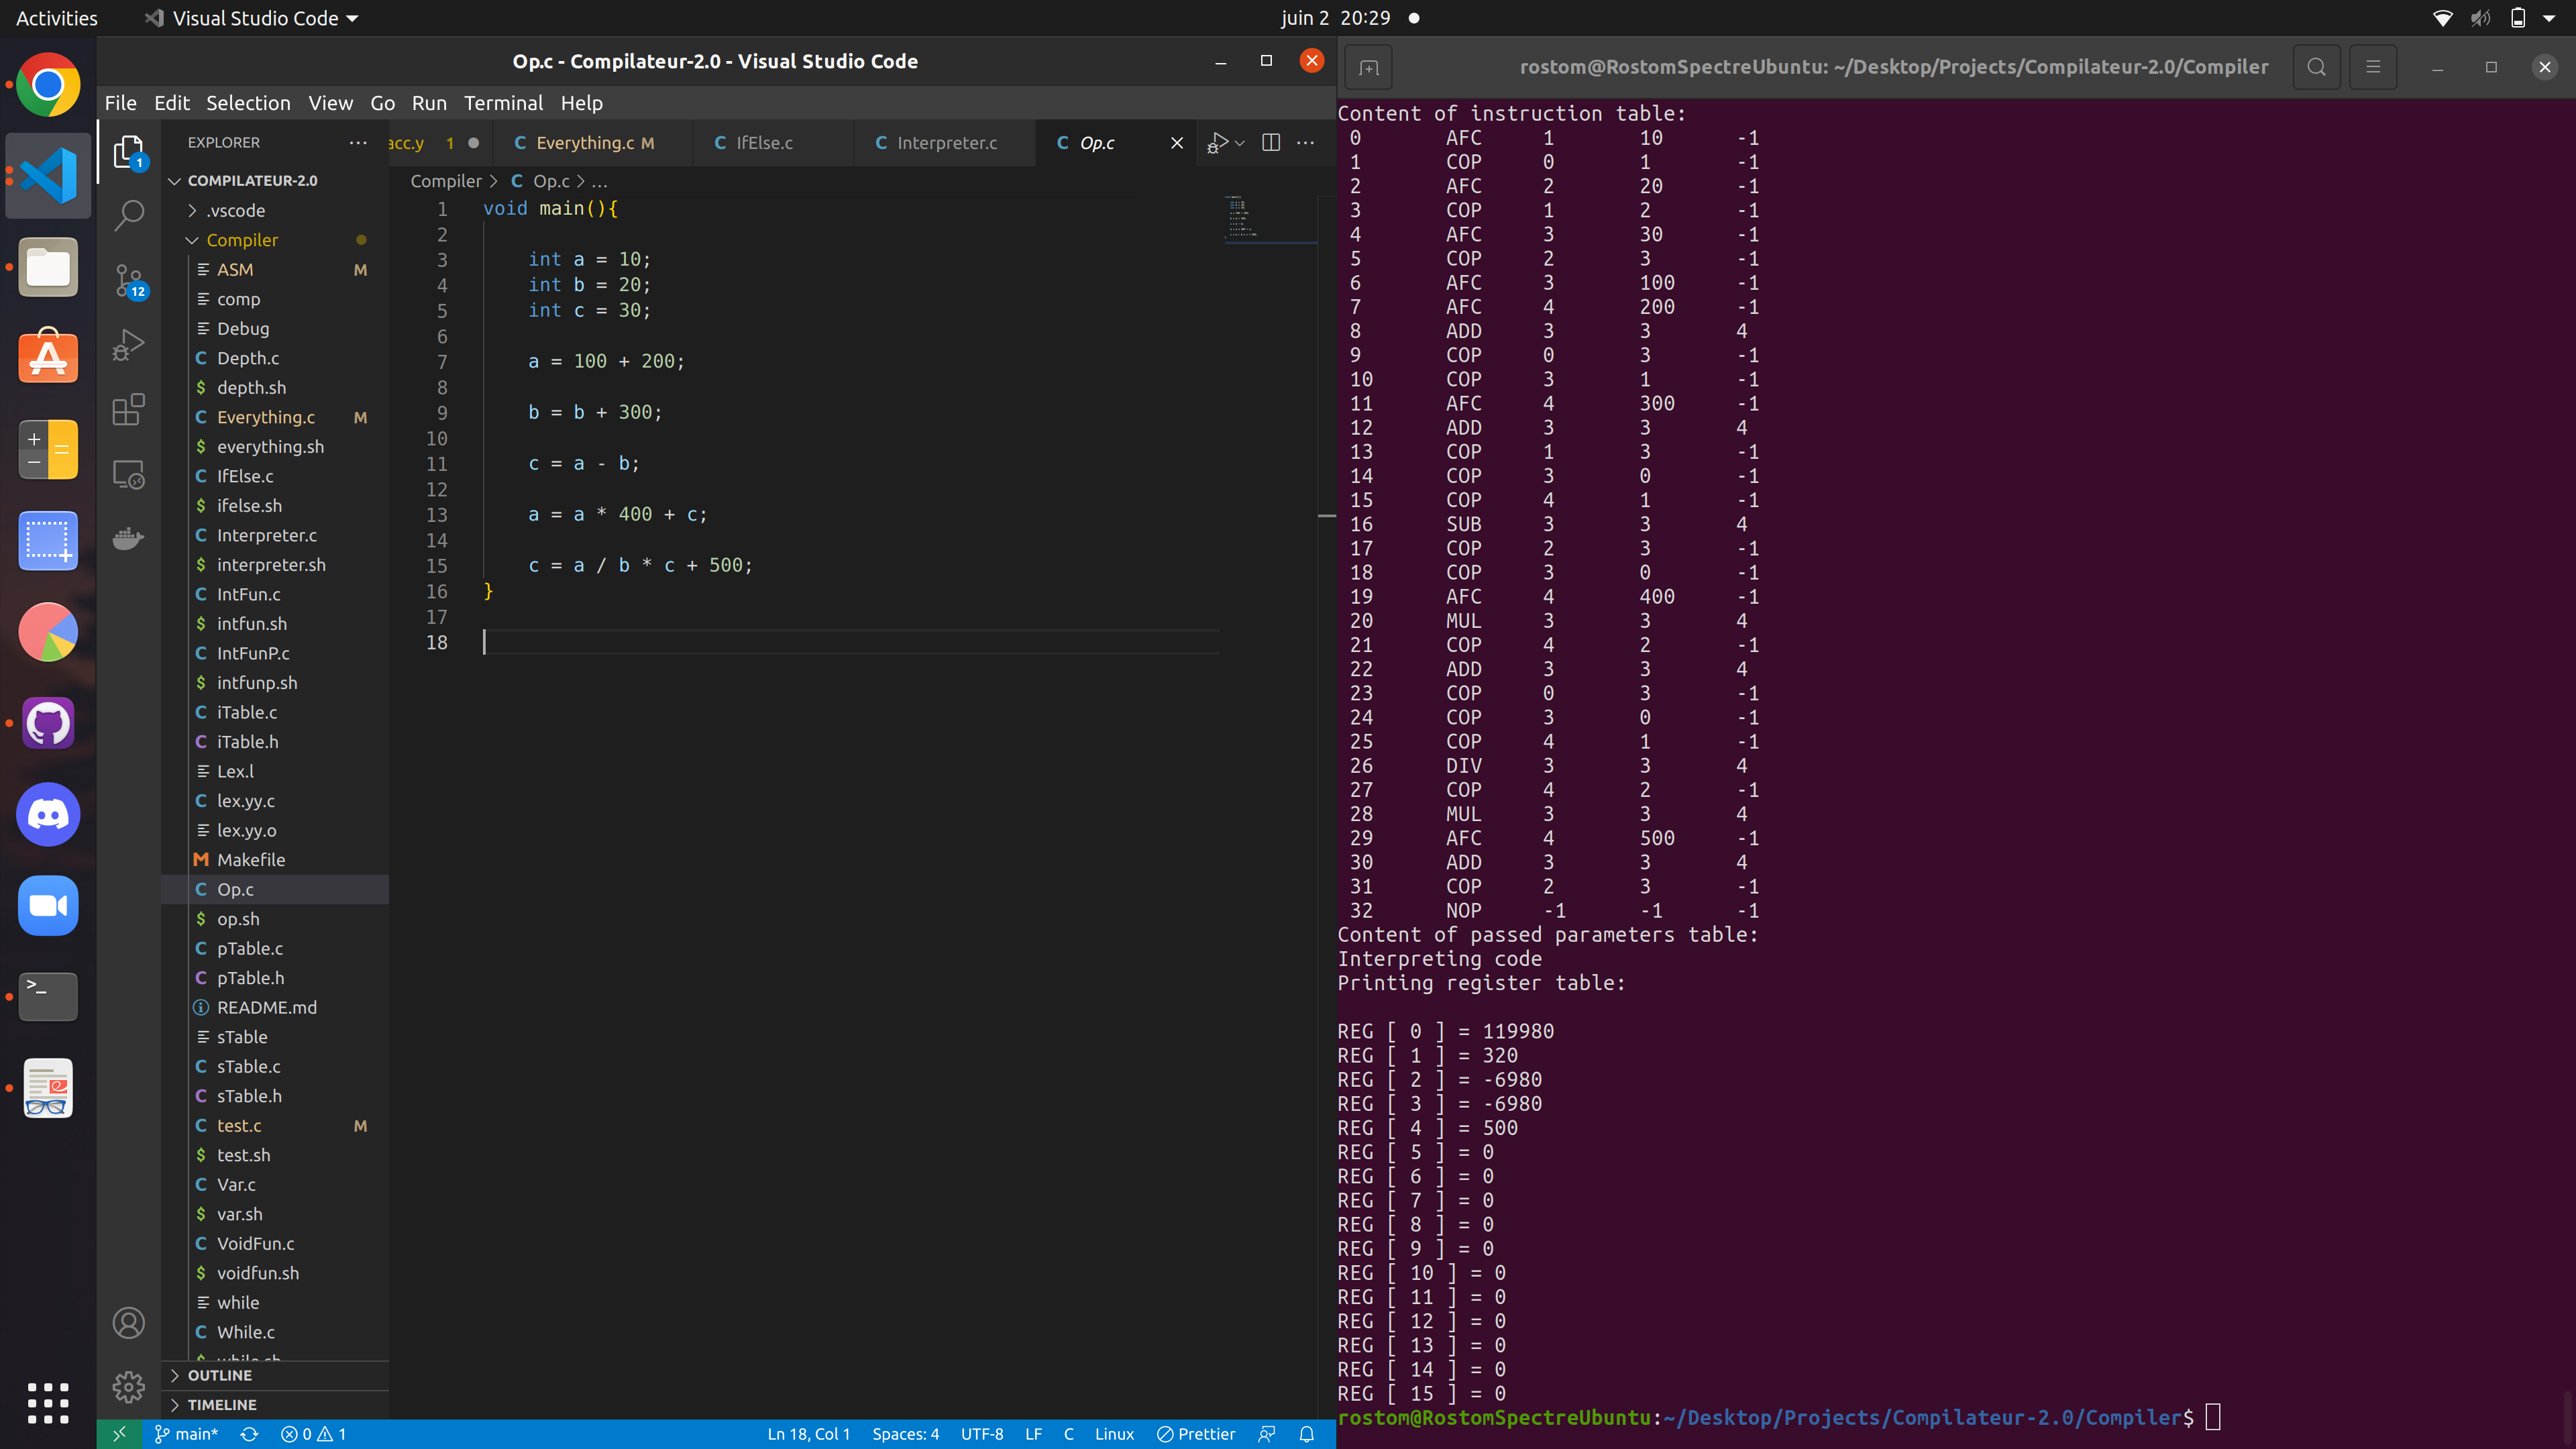 Activities Visual Studio Code juin 2 20:29
Op.c - Compilateur-2.0 - Visual Studio Code
File Edit Selection View Go Run Terminal Help
EXPLORER
COMPILATEUR-2.0
.vscode
Compiler
ASM M
comp
Debug
Depth.c
depth.sh
Everything.c M
everything.sh
IfElse.c
ifelse.sh
Interpreter.c
interpreter.sh
IntFun.c
intfun.sh
IntFunP.c
intfunp.sh
iTable.c
iTable.h
Lex.l
lex.yy.c
lex.yy.o
Makefile
Op.c
op.sh
pTable.c
pTable.h
README.md
sTable
sTable.c
sTable.h
test.c M
test.sh
Var.c
var.sh
VoidFun.c
voidfun.sh
while
While.c
while.sh
OUTLINE
TIMELINE
1
12
acc.y 1 Everything.c M IfElse.c Interpreter.c Op.c
Compiler > Op.c > ...
1 void main(){
2
3 int a = 10;
4 int b = 20;
5 int c = 30;
6
7 a = 100 + 200;
8
9 b = b + 300;
10
11 c = a - b;
12
13 a = a * 400 + c;
14
15 c = a / b * c + 500;
16 }
17
18
main* 0 1 Ln 18, Col 1 Spaces: 4 UTF-8 LF C Linux Prettier
rostom@RostomSpectreUbuntu: ~/Desktop/Projects/Compilateur-2.0/Compiler
Content of instruction table:
0 AFC 1 10 -1
1 COP 0 1 -1
2 AFC 2 20 -1
3 COP 1 2 -1
4 AFC 3 30 -1
5 COP 2 3 -1
6 AFC 3 100 -1
7 AFC 4 200 -1
8 ADD 3 3 4
9 COP 0 3 -1
10 COP 3 1 -1
11 AFC 4 300 -1
12 ADD 3 3 4
13 COP 1 3 -1
14 COP 3 0 -1
15 COP 4 1 -1
16 SUB 3 3 4
17 COP 2 3 -1
18 COP 3 0 -1
19 AFC 4 400 -1
20 MUL 3 3 4
21 COP 4 2 -1
22 ADD 3 3 4
23 COP 0 3 -1
24 COP 3 0 -1
25 COP 4 1 -1
26 DIV 3 3 4
27 COP 4 2 -1
28 MUL 3 3 4
29 AFC 4 500 -1
30 ADD 3 3 4
31 COP 2 3 -1
32 NOP -1 -1 -1
Content of passed parameters table:
Interpreting code
Printing register table:
REG [ 0 ] = 119980
REG [ 1 ] = 320
REG [ 2 ] = -6980
REG [ 3 ] = -6980
REG [ 4 ] = 500
REG [ 5 ] = 0
REG [ 6 ] = 0
REG [ 7 ] = 0
REG [ 8 ] = 0
REG [ 9 ] = 0
REG [ 10 ] = 0
REG [ 11 ] = 0
REG [ 12 ] = 0
REG [ 13 ] = 0
REG [ 14 ] = 0
REG [ 15 ] = 0
rostom@RostomSpectreUbuntu:~/Desktop/Projects/Compilateur-2.0/Compiler$